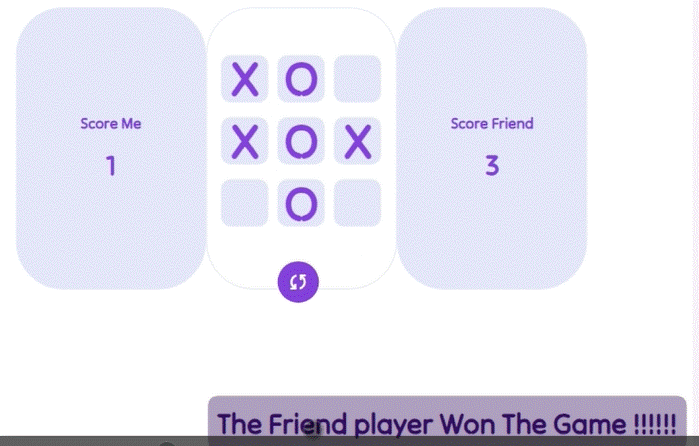 X O
Score Me
Score Friend
X O X
1
3
O
The Friend player Won The Game !!!!!!